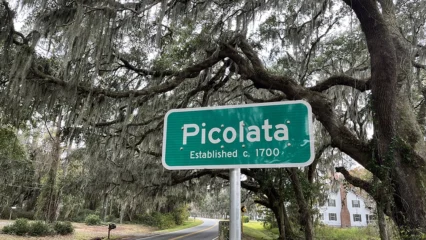 Picolata
Established c. 1700